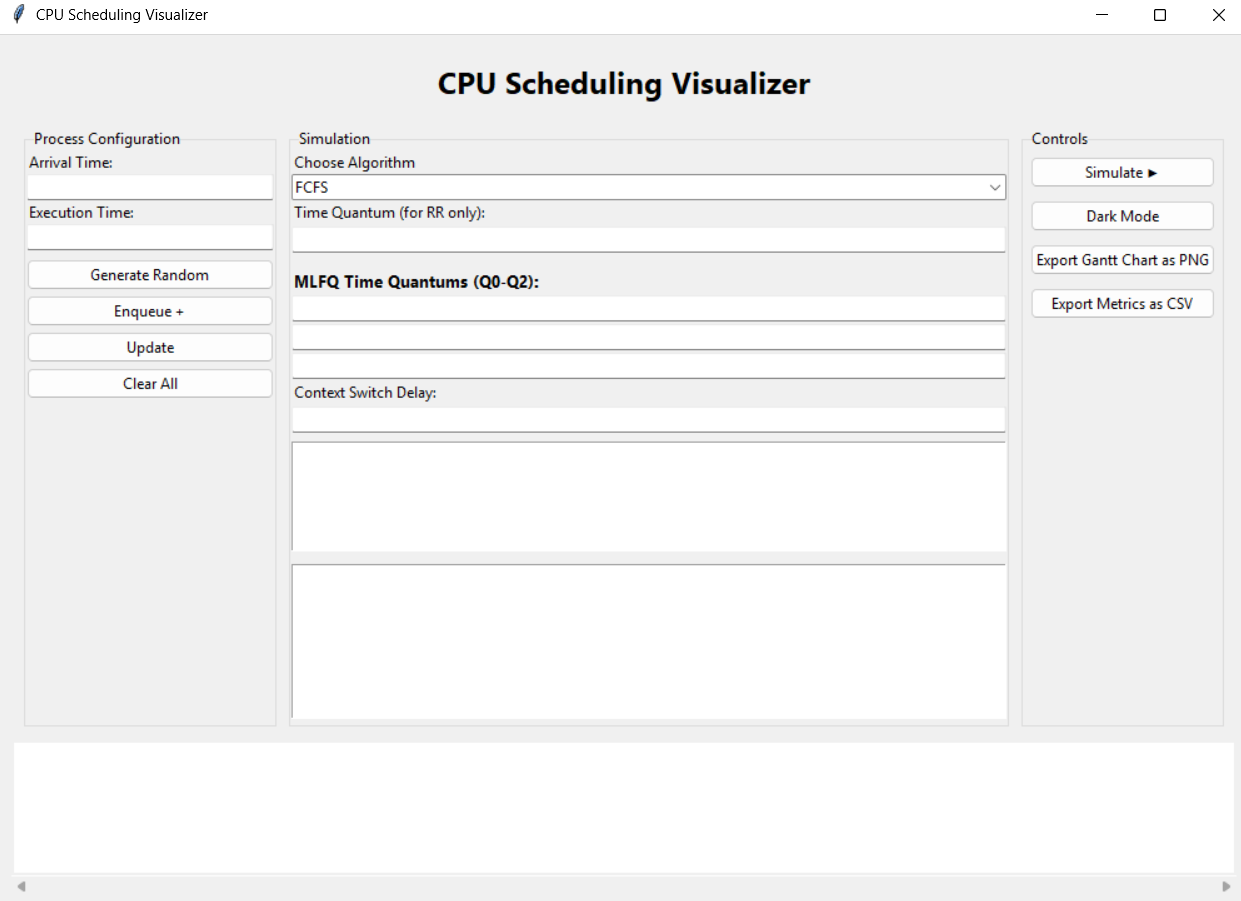 CPU Scheduling Visualizer
CPU Scheduling Visualizer
Process Configuration
Arrival Time:
Execution Time:
Generate Random
Enqueue +
Update
Clear All
Simulation
Choose Algorithm
FCFS
Time Quantum (for RR only):
MLFQ Time Quantums (Q0-Q2):
Context Switch Delay:
Controls
Simulate ►
Dark Mode
Export Gantt Chart as PNG
Export Metrics as CSV